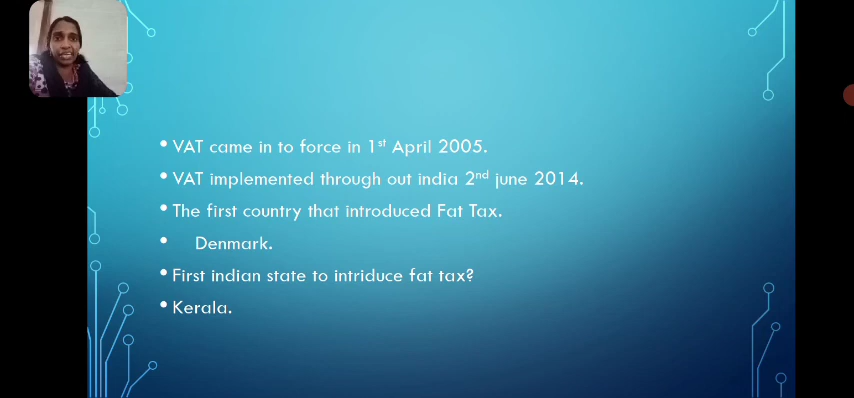 • VAT came in to force in 1st April 2005.
• VAT implemented through out india 2nd june 2014.
• The first country that introduced Fat Tax.
• Denmark.
• First indian state to intriduce fat tax?
• Kerala.